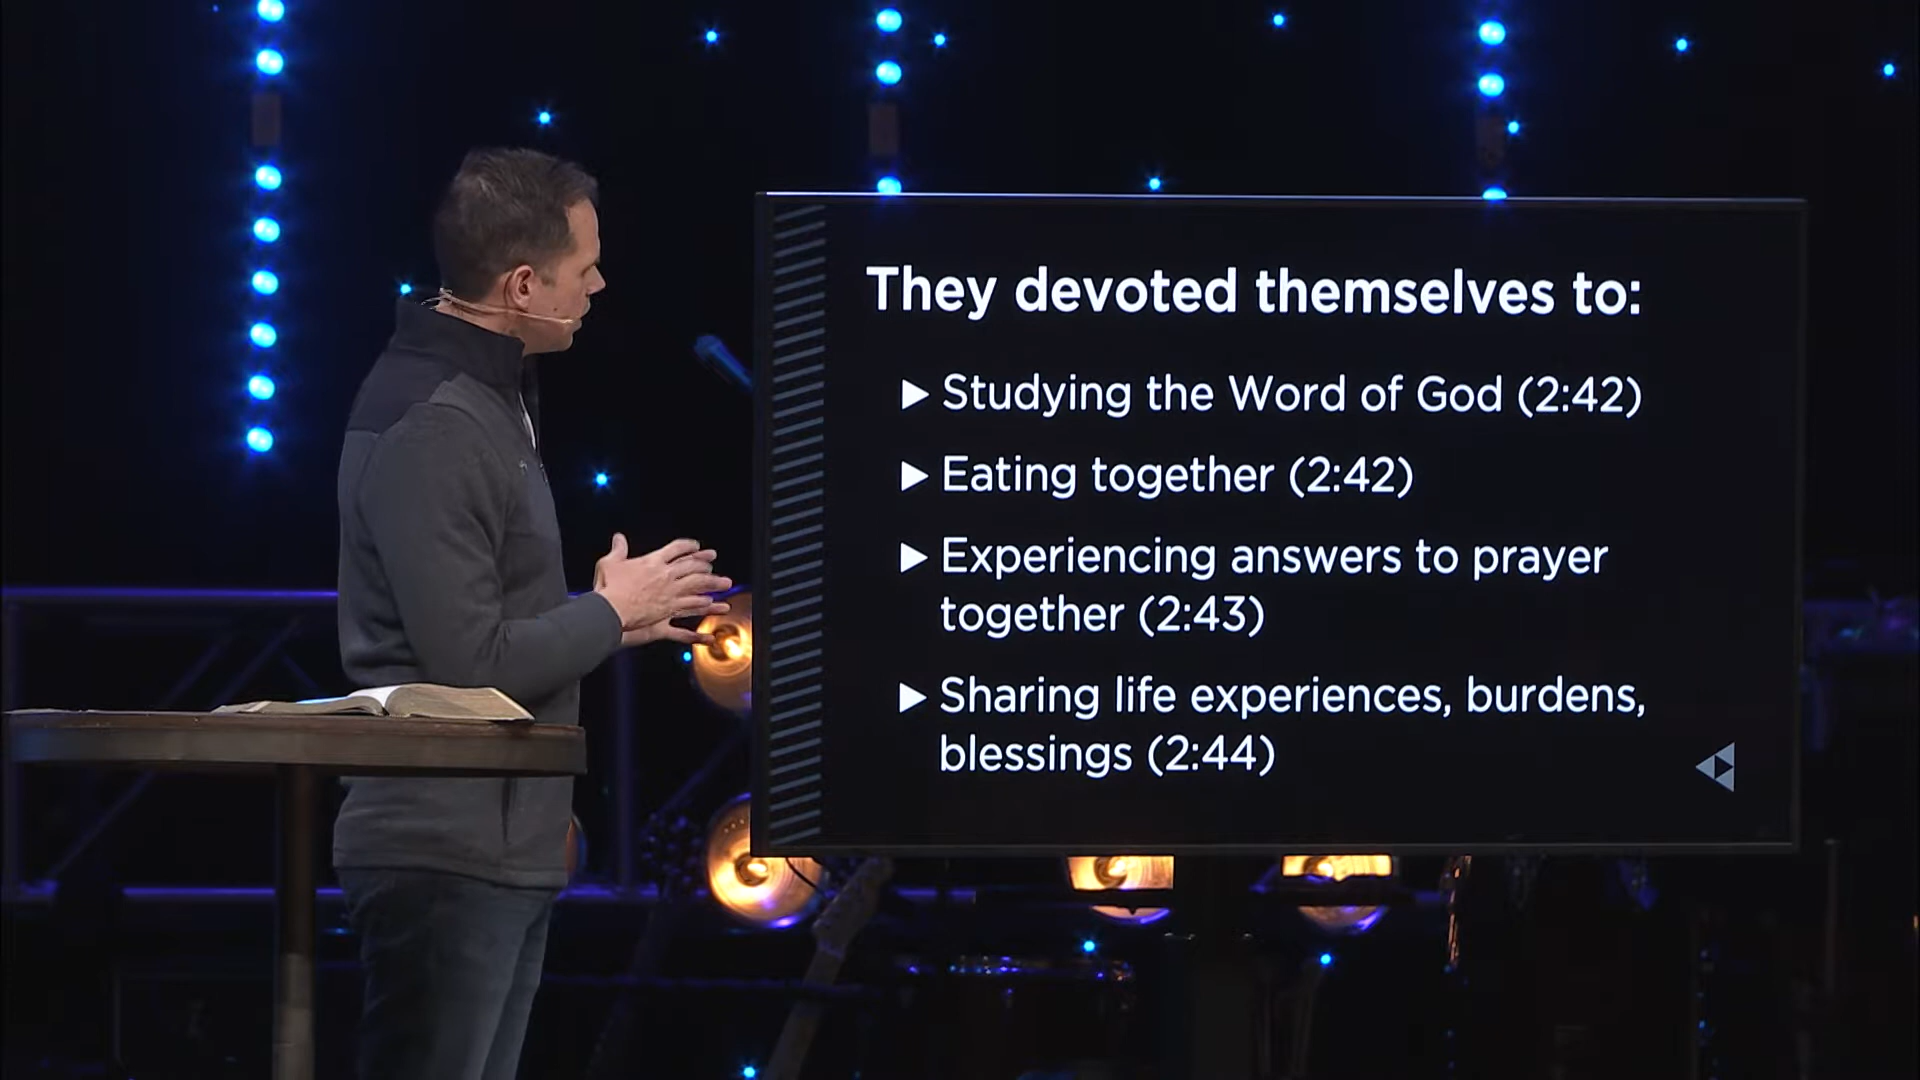 They devoted themselves to:
▶ Studying the Word of God (2:42)
▶ Eating together (2:42)
▶ Experiencing answers to prayer
together (2:43)
▶ Sharing life experiences, burdens,
blessings (2:44)